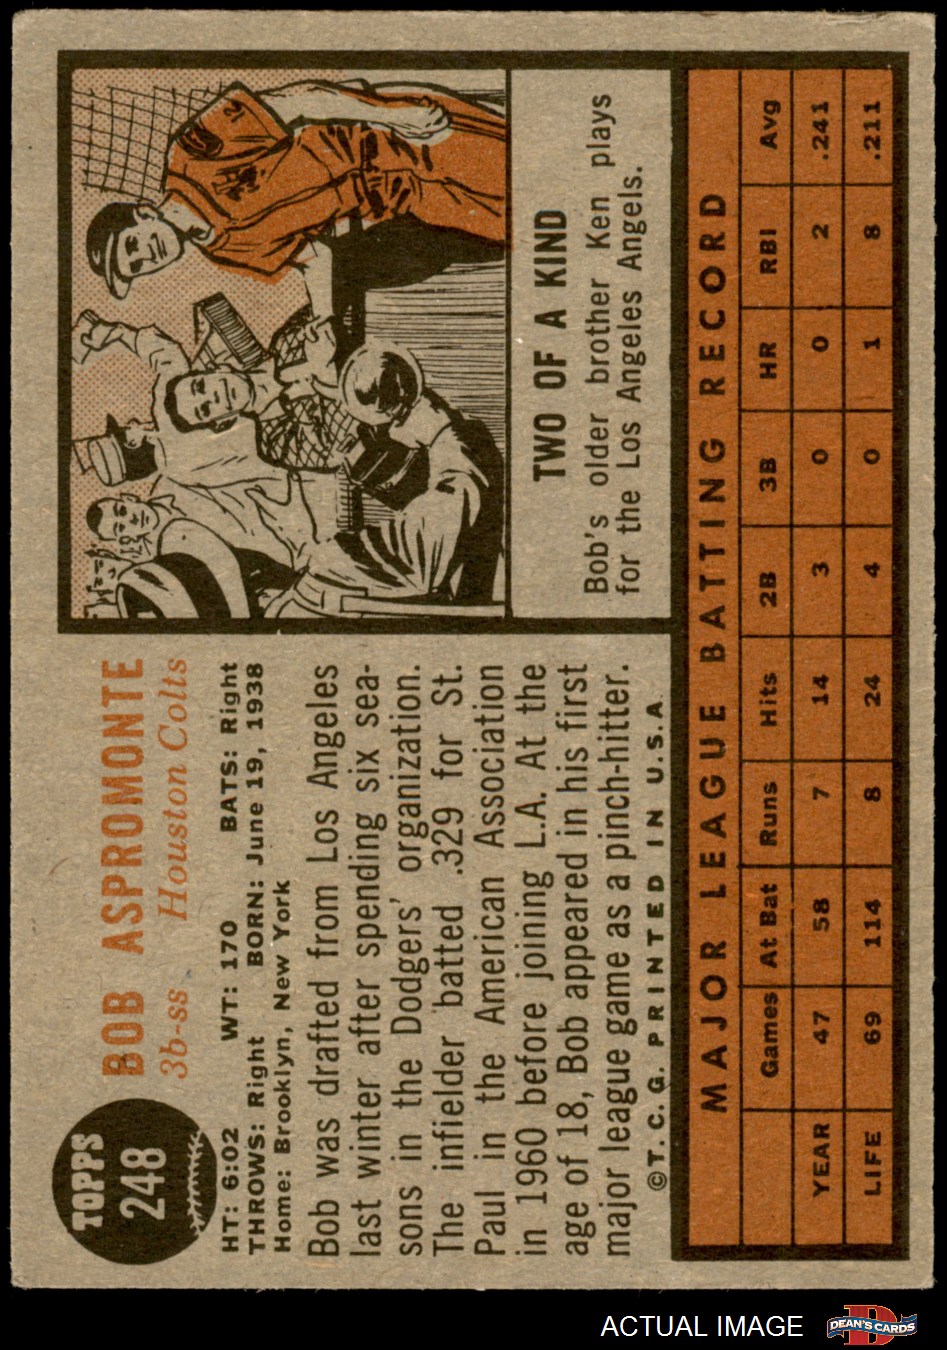 TOPPS
248
BOB ASPROMONTE
3b-ss Houston Colts
HT: 6:02 WT: 170 BATS: Right
THROWS: Right BORN: June 19, 1938
Home: Brooklyn, New York
Bob was drafted from Los Angeles
last winter after spending six sea-
sons in the Dodgers' organization.
The infielder batted .329 for St.
Paul in the American Association
in 1960 before joining L.A. At the
age of 18, Bob appeared in his first
major league game as a pinch-hitter.
©T. C. G. PRINTED IN U.S.A.
12
TWO OF A KIND
Bob's older brother Ken plays
for the Los Angeles Angels.
MAJOR LEAGUE BATTING RECORD
Games At Bat Runs Hits 2B 3B HR RBI Avg
YEAR 47 58 7 14 3 0 0 2 .241
LIFE 69 114 8 24 4 0 1 8 .211
ACTUAL IMAGE
D
DEAN'S CARDS